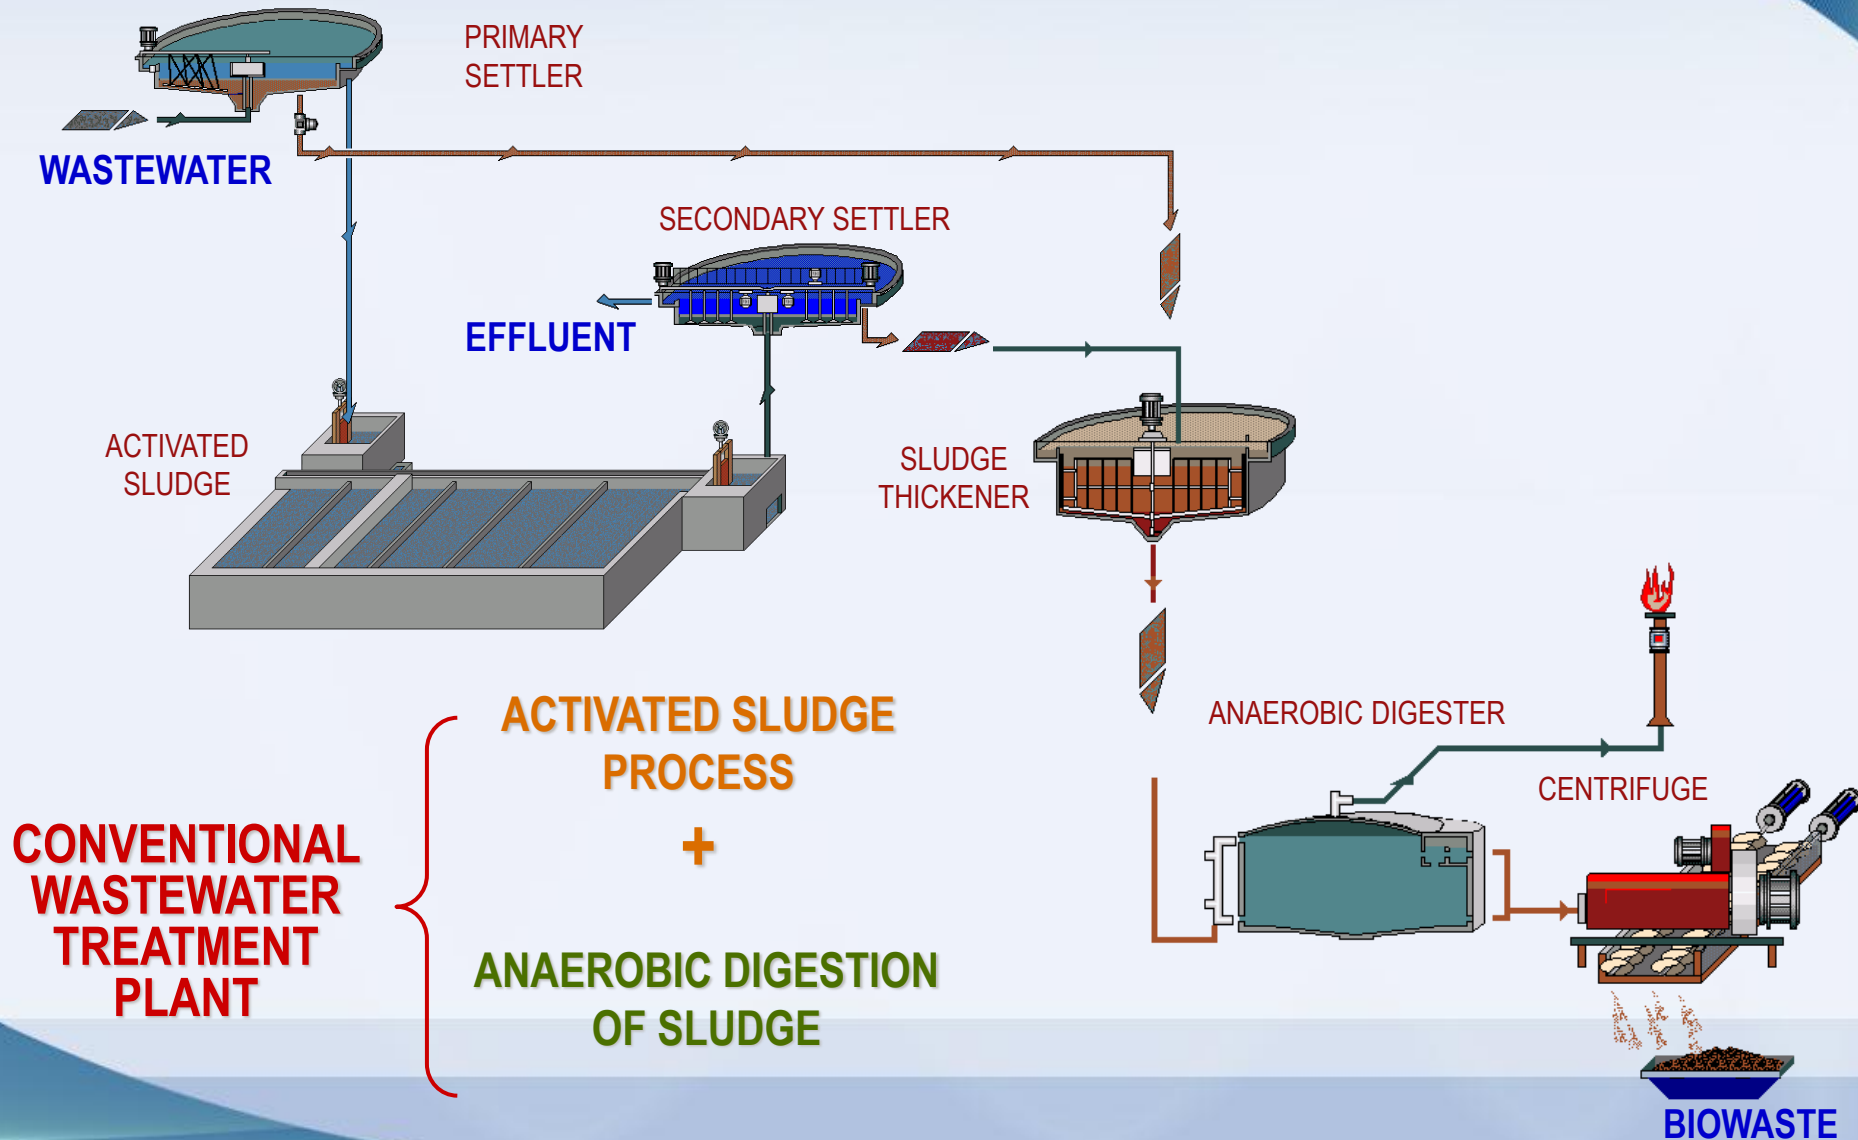 PRIMARY
SETTLER
WASTEWATER
SECONDARY SETTLER
EFFLUENT
ACTIVATED
SLUDGE
SLUDGE
THICKENER
ACTIVATED SLUDGE
PROCESS
+
ANAEROBIC DIGESTION
OF SLUDGE
CONVENTIONAL
WASTEWATER
TREATMENT
PLANT
ANAEROBIC DIGESTER
CENTRIFUGE
BIOWASTE